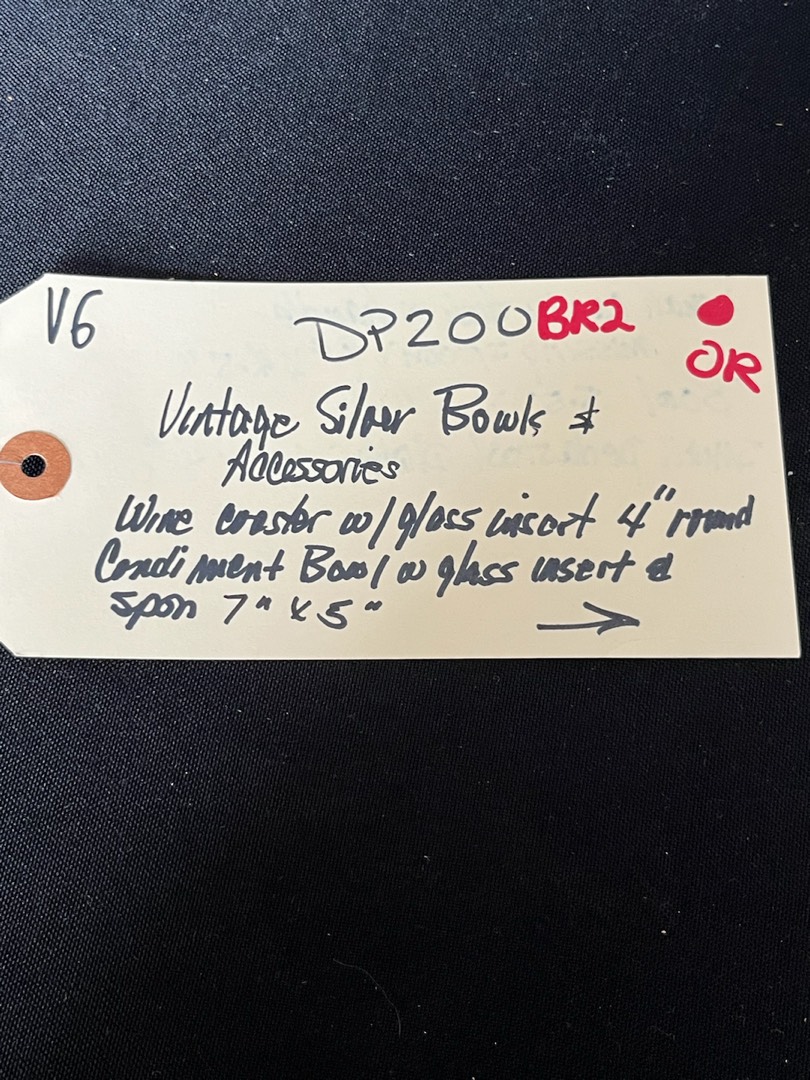 V6 DP200BR2
OR
Vintage Silver Bowls &
Accessories
Wine coaster w/glass insert 4" round
Condiment Bowl w glass insert &
spon 7" x 5"